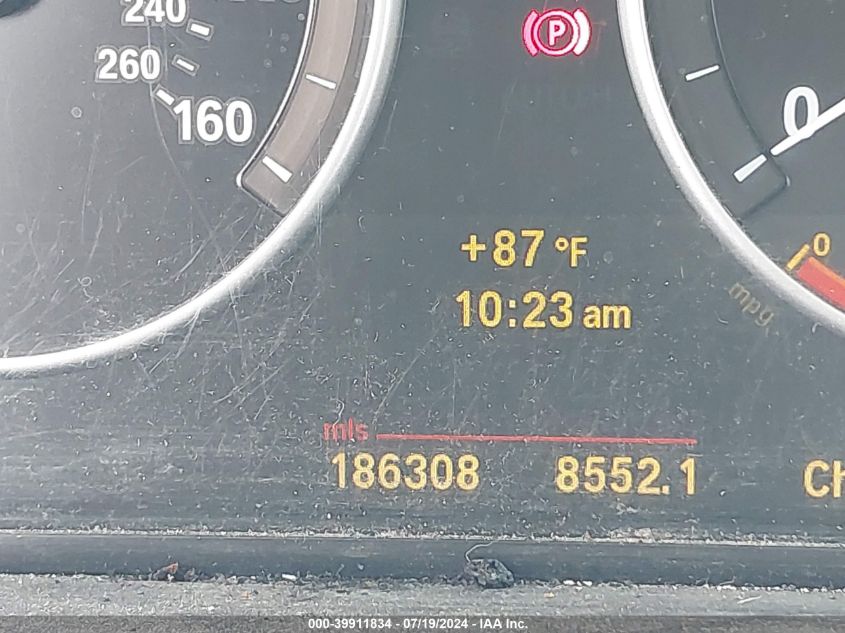 240
260
160
P
0
+87 °F
0
10:23 am
mpg
mls
186308 8552.1 Ch
000-39911834 - 07/19/2024 - IAA Inc.